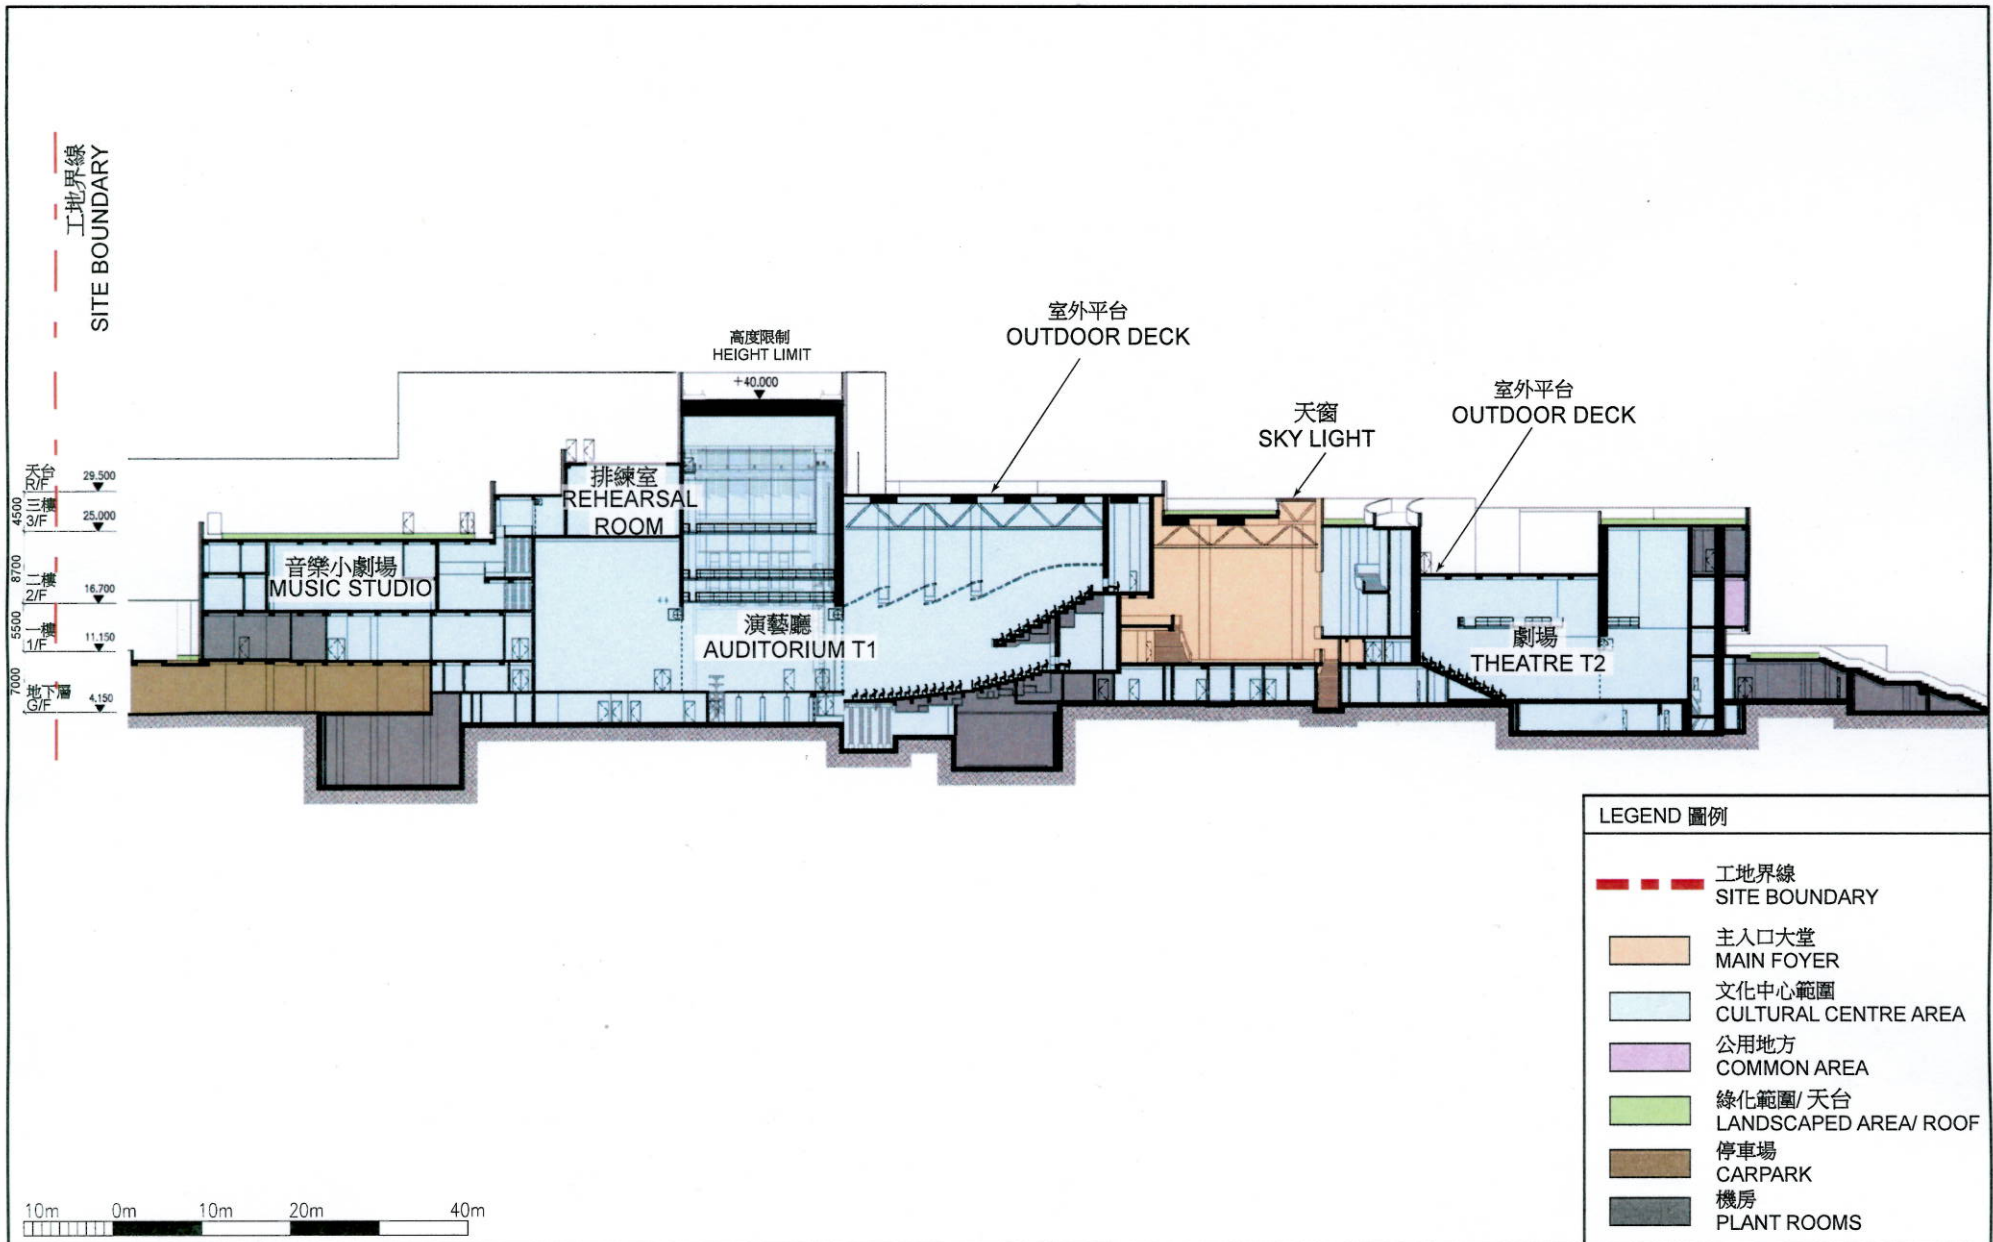 工地界線
SITE BOUNDARY
高度限制
HEIGHT LIMIT
+40.000
室外平台
OUTDOOR DECK
天窗
SKY LIGHT
室外平台
OUTDOOR DECK
天台
R/F
29.500
4500
三樓
3/F
25.000
8700
二樓
2/F
16.700
5500
一樓
1/F
11.150
7000
地下層
G/F
4.150
排練室
REHEARSAL
ROOM
音樂小劇場
MUSIC STUDIO
演藝廳
AUDITORIUM T1
劇場
THEATRE T2
LEGEND 圖例
工地界線
SITE BOUNDARY
主入口大堂
MAIN FOYER
文化中心範圍
CULTURAL CENTRE AREA
公用地方
COMMON AREA
綠化範圍/ 天台
LANDSCAPED AREA/ ROOF
停車場
CARPARK
機房
PLANT ROOMS
10m 0m 10m 20m 40m